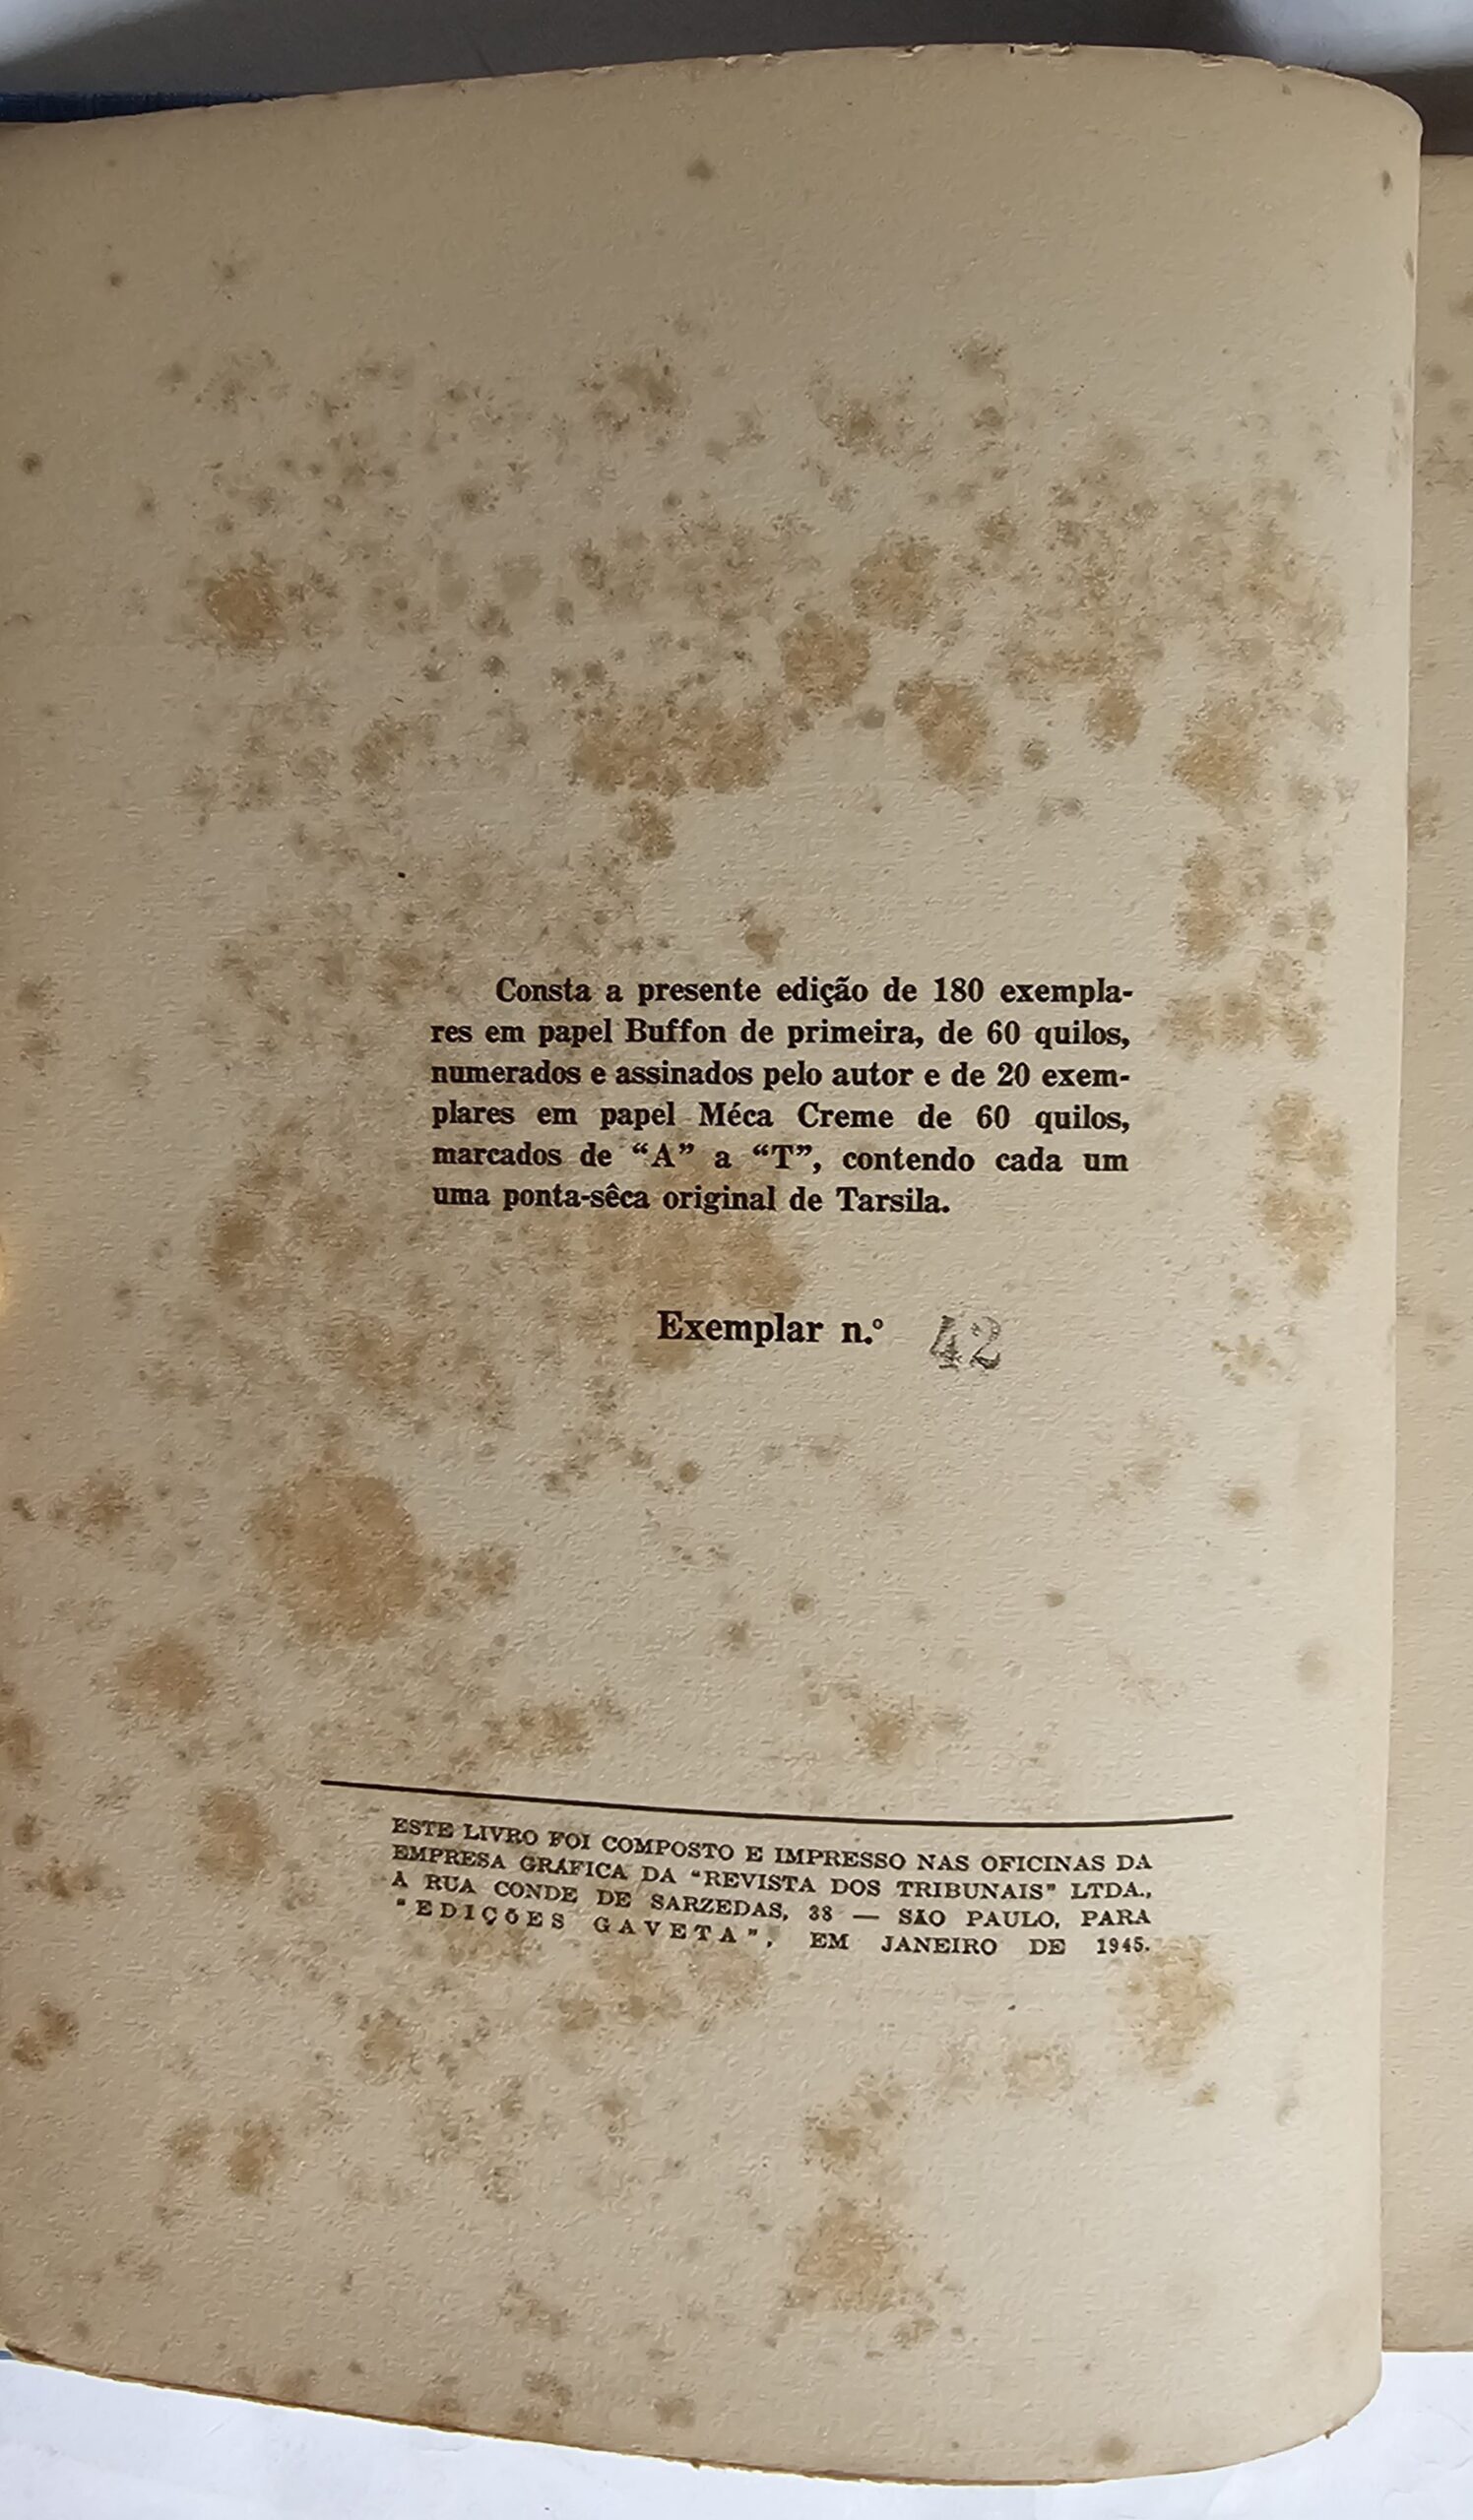 Consta a presente edição de 180 exempla-
res em papel Buffon de primeira, de 60 quilos,
numerados e assinados pelo autor e de 20 exem-
plares em papel Méca Creme de 60 quilos,
marcados de “A” a “T”, contendo cada um
uma ponta-sêca original de Tarsila.
Exemplar n.º 42
ESTE LIVRO FOI COMPOSTO E IMPRESSO NAS OFICINAS DA
EMPRESA GRÁFICA DA “REVISTA DOS TRIBUNAIS” LTDA.,
A RUA CONDE DE SARZEDAS, 38 — SÃO PAULO, PARA
“EDIÇÕES GAVETA”, EM JANEIRO DE 1945.